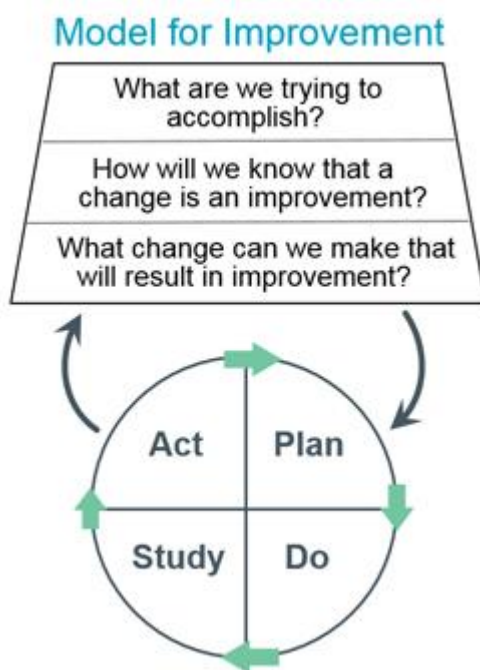 Model for Improvement
What are we trying to
accomplish?
How will we know that a
change is an improvement?
What change can we make that
will result in improvement?
Act
Plan
Study
Do